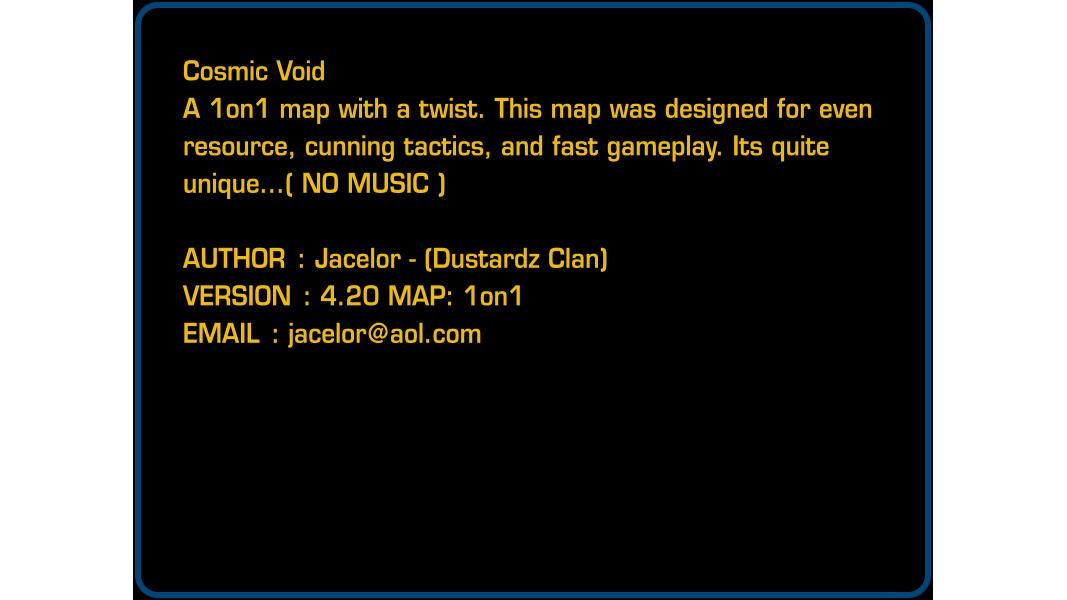 Cosmic Void
A 1on1 map with a twist. This map was designed for even
resource, cunning tactics, and fast gameplay. Its quite
unique...( NO MUSIC )
AUTHOR : Jacelor - (Dustardz Clan)
VERSION : 4.20 MAP: 1on1
EMAIL : jacelor@aol.com